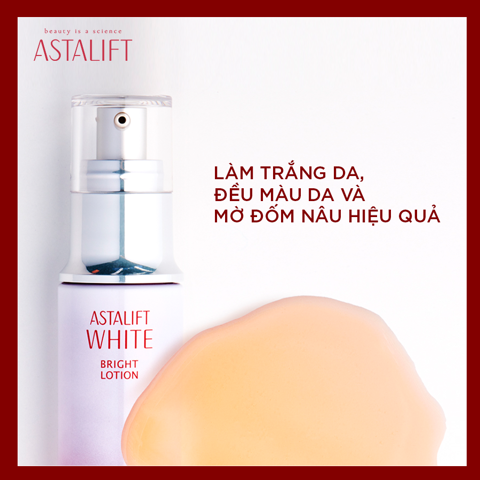 beauty is a science
ASTALIFT
LÀM TRẮNG DA,
ĐỀU MÀU DA VÀ
MỜ ĐỐM NÂU HIỆU QUẢ
ASTALIFT
WHITE
BRIGHT
LOTION